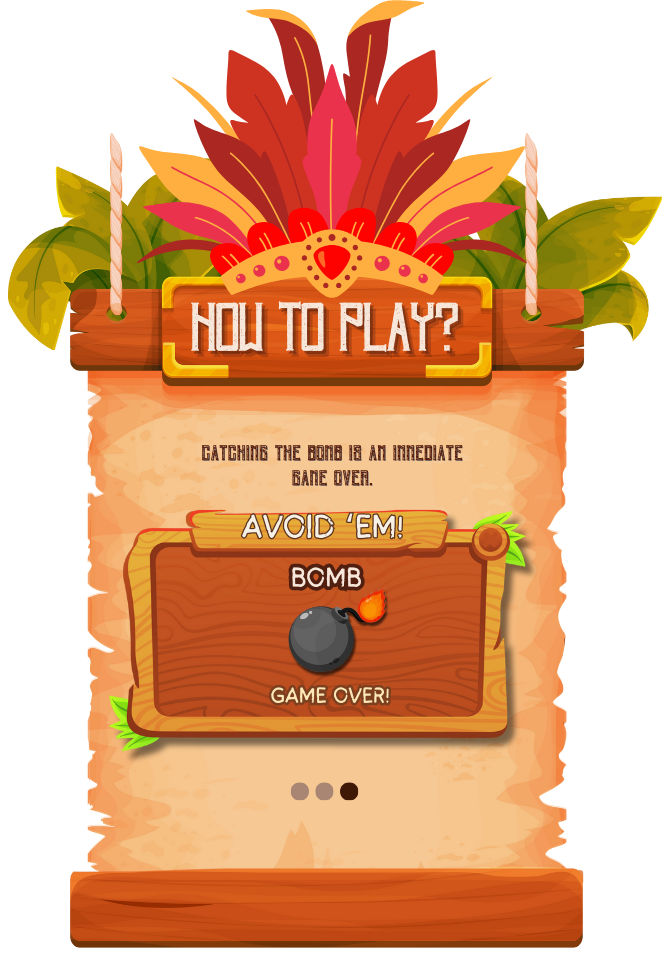 HOW TO PLAY?
CATCHING THE BOMB IS AN IMMEDIATE
GAME OVER.
AVOID 'EM!
BOMB
GAME OVER!